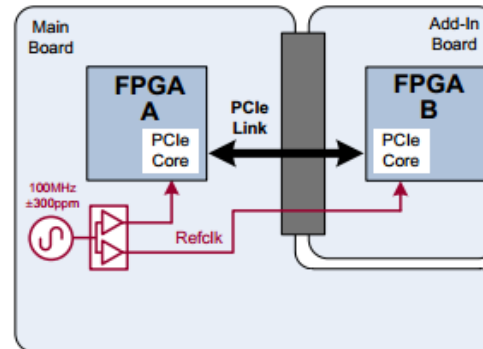 Main
Board
Add-In
Board
FPGA
A
PCIe
Core
PCIe
Link
FPGA
B
PCIe
Core
100MHz
±300ppm
Refclk